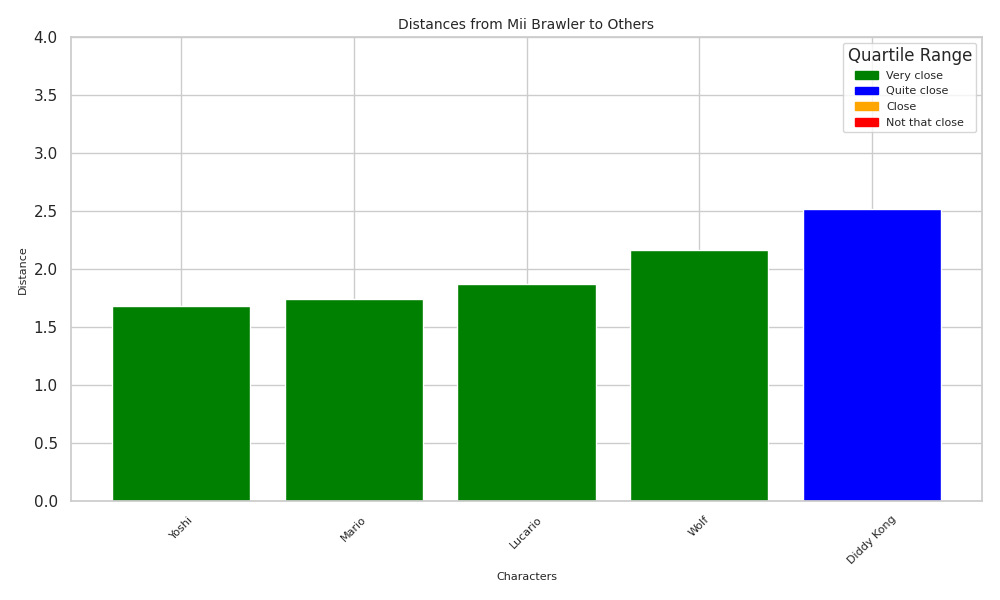 Distances from Mii Brawler to Others
Quartile Range
Very close
Quite close
Close
Not that close
Distance
4.0
3.5
3.0
2.5
2.0
1.5
1.0
0.5
0.0
Yoshi
Mario
Lucario
Wolf
Diddy Kong
Characters